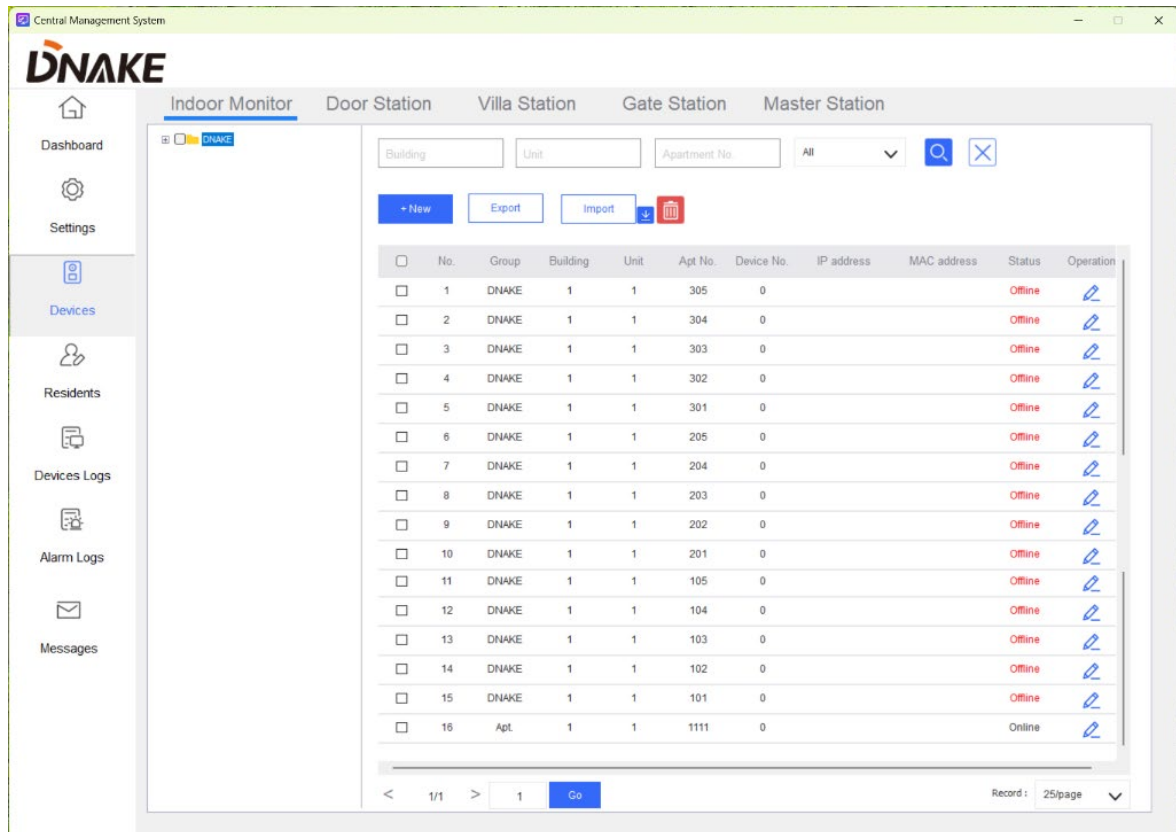 Central Management System
DNAKE
Dashboard
Settings
Devices
Residents
Devices Logs
Alarm Logs
Messages
Indoor Monitor Door Station Villa Station Gate Station Master Station
DNAKE
Building Unit Apartment No. All
+ New Export Import
No. Group Building Unit Apt No. Device No. IP address MAC address Status Operation
1 DNAKE 1 1 305 0 Offline
2 DNAKE 1 1 304 0 Offline
3 DNAKE 1 1 303 0 Offline
4 DNAKE 1 1 302 0 Offline
5 DNAKE 1 1 301 0 Offline
6 DNAKE 1 1 205 0 Offline
7 DNAKE 1 1 204 0 Offline
8 DNAKE 1 1 203 0 Offline
9 DNAKE 1 1 202 0 Offline
10 DNAKE 1 1 201 0 Offline
11 DNAKE 1 1 105 0 Offline
12 DNAKE 1 1 104 0 Offline
13 DNAKE 1 1 103 0 Offline
14 DNAKE 1 1 102 0 Offline
15 DNAKE 1 1 101 0 Offline
16 Apt. 1 1 1111 0 Online
< 1/1 > 1 Go Record : 25/page